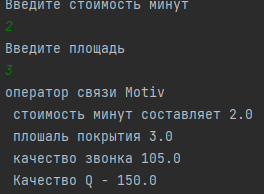 Введите стоимость минут
2
Введите площадь
3
оператор связи Motiv
стоимость минут составляет 2.0
плошаль покрытия 3.0
качество звонка 105.0
Качество Q - 150.0